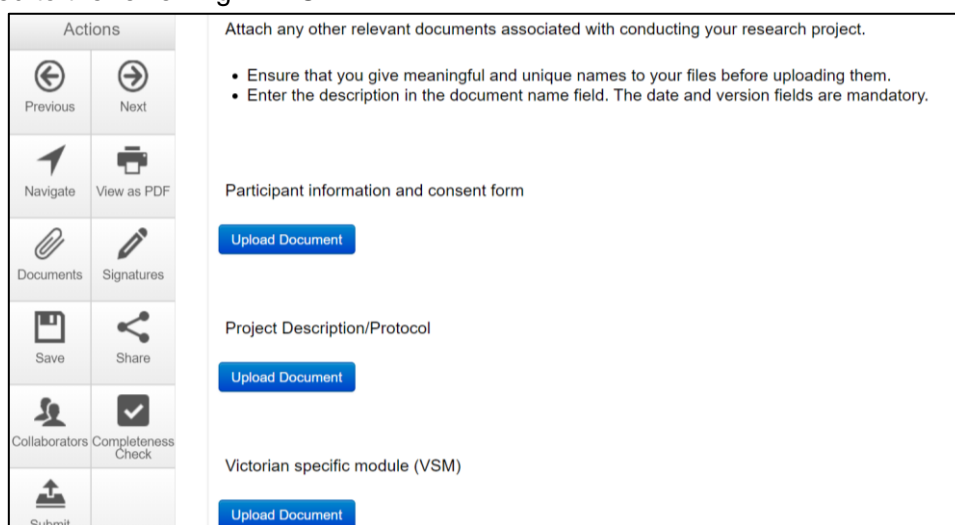 Actions
Previous
Next
Navigate
View as PDF
Documents
Signatures
Save
Share
Collaborators
Completeness
Check
Submit
Attach any other relevant documents associated with conducting your research project.
• Ensure that you give meaningful and unique names to your files before uploading them.
• Enter the description in the document name field. The date and version fields are mandatory.
Participant information and consent form
Upload Document
Project Description/Protocol
Upload Document
Victorian specific module (VSM)
Upload Document